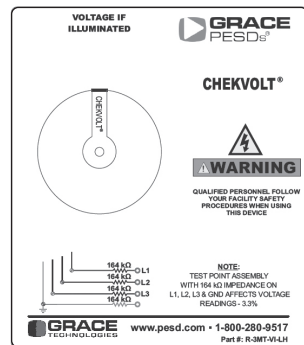 VOLTAGE IF
ILLUMINATED
GRACE
PESDs®
CHEKVOLT®
CHEKVOLT®
WARNING
QUALIFIED PERSONNEL FOLLOW
YOUR FACILITY SAFETY
PROCEDURES WHEN USING
THIS DEVICE
164 kΩ
L1
164 kΩ
L2
164 kΩ
L3
164 kΩ
NOTE:
TEST POINT ASSEMBLY
WITH 164 kΩ IMPEDANCE ON
L1, L2, L3 & GND AFFECTS VOLTAGE
READINGS - 3.3%
GRACE
TECHNOLOGIES
www.pesd.com • 1-800-280-9517
Part #: R-3MT-VI-LH